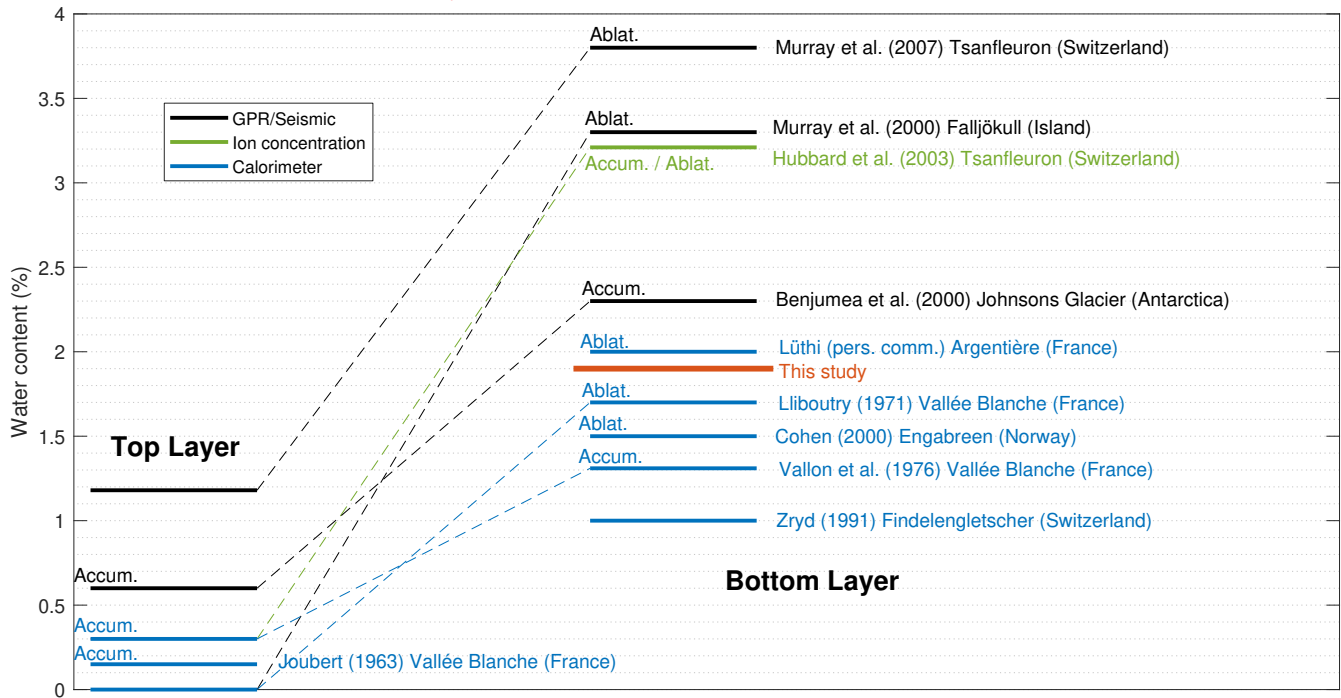 4
3.5
3
2.5
2
1.5
1
0.5
0
Water content (%)
GPR/Seismic
Ion concentration
Calorimeter
Top Layer
Accum.
Accum.
Accum.
Joubert (1963) Vallée Blanche (France)
Ablat.
Murray et al. (2007) Tsanfleuron (Switzerland)
Ablat.
Murray et al. (2000) Falljökull (Island)
Accum. / Ablat.
Hubbard et al. (2003) Tsanfleuron (Switzerland)
Accum.
Benjumea et al. (2000) Johnsons Glacier (Antarctica)
Ablat.
Lüthi (pers. comm.) Argentière (France)
This study
Ablat.
Lliboutry (1971) Vallée Blanche (France)
Ablat.
Cohen (2000) Engabreen (Norway)
Accum.
Vallon et al. (1976) Vallée Blanche (France)
Zryd (1991) Findelengletscher (Switzerland)
Bottom Layer